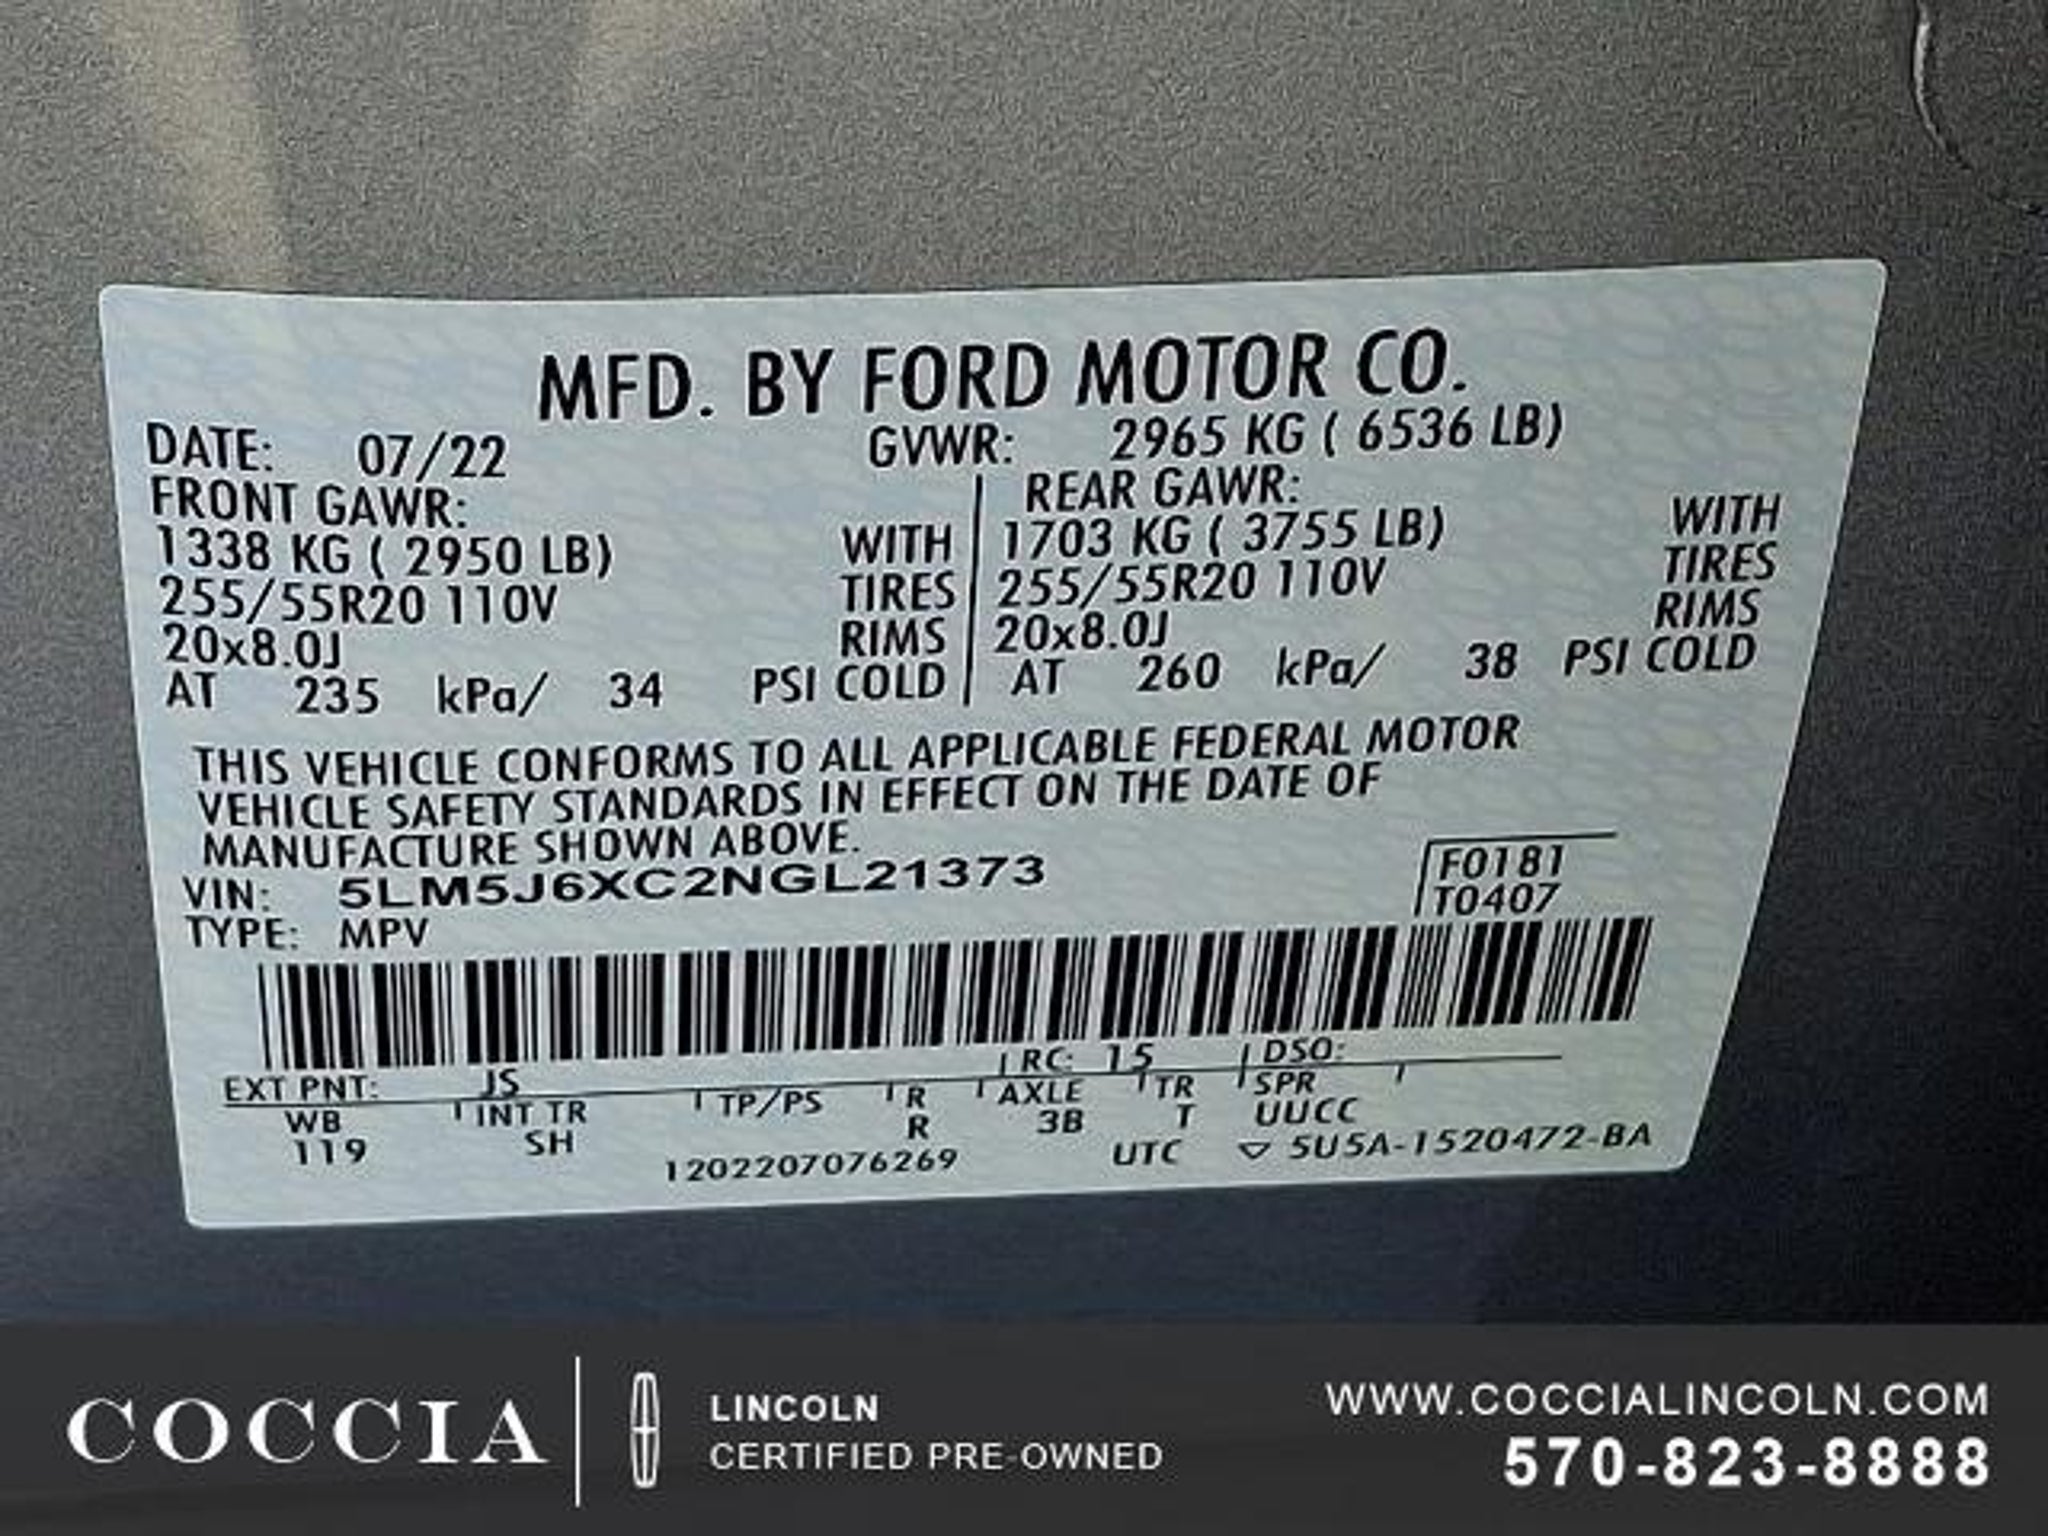 MFD. BY FORD MOTOR CO.
DATE: 07/22 GVWR: 2965 KG ( 6536 LB)
FRONT GAWR: REAR GAWR:
1338 KG ( 2950 LB) WITH 1703 KG ( 3755 LB) WITH
255/55R20 110V TIRES 255/55R20 110V TIRES
20x8.0J RIMS 20x8.0J RIMS
AT 235 kPa/ 34 PSI COLD AT 260 kPa/ 38 PSI COLD
THIS VEHICLE CONFORMS TO ALL APPLICABLE FEDERAL MOTOR
VEHICLE SAFETY STANDARDS IN EFFECT ON THE DATE OF
MANUFACTURE SHOWN ABOVE.
VIN: 5LM5J6XC2NGL21373 F0181
TYPE: MPV T0407
EXT PNT: JS RC: 15 DSO:
WB INT TR TP/PS R AXLE TR SPR
119 SH R 3B T UUCC
1202207076269 UTC ▽ 5U5A-1520472-BA
COCCIA
LINCOLN
CERTIFIED PRE-OWNED
WWW.COCCIALINCOLN.COM
570-823-8888